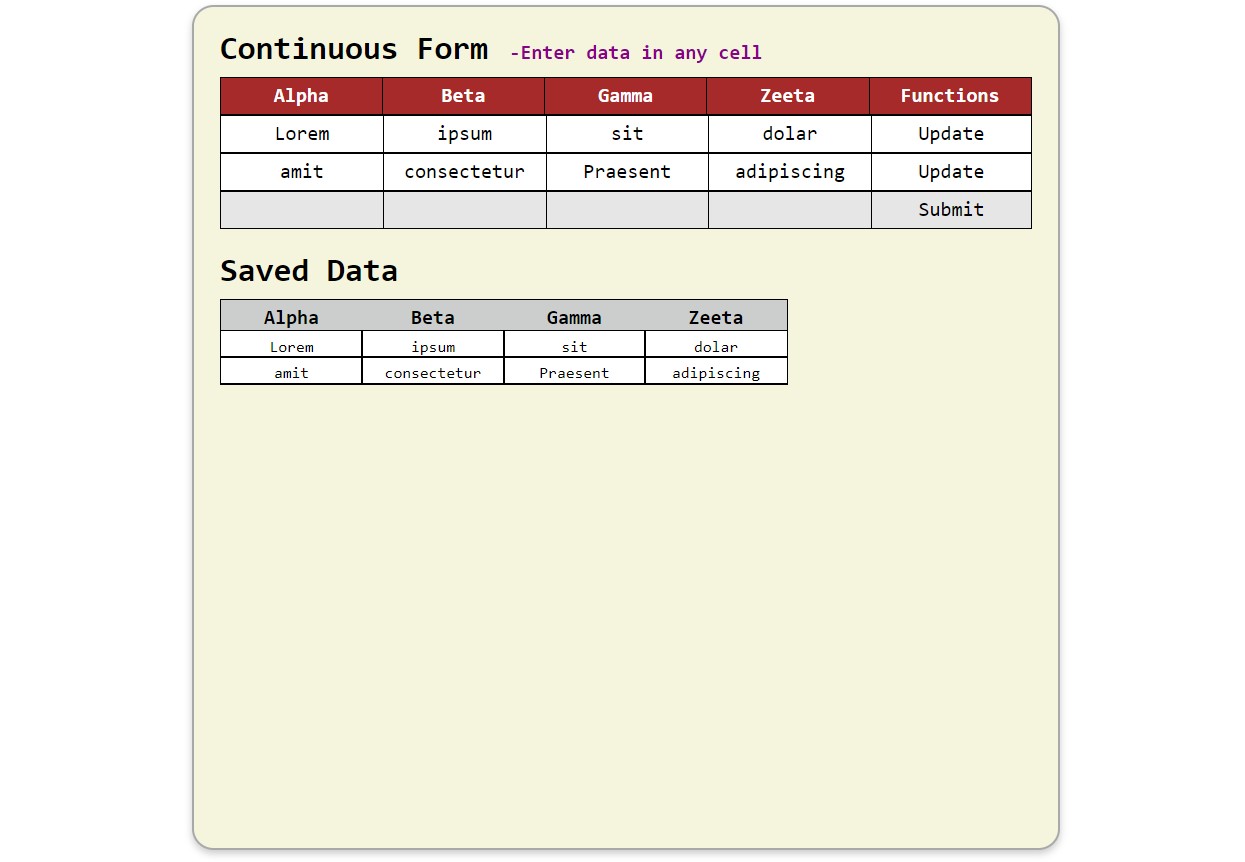 Continuous Form -Enter data in any cell
Alpha Beta Gamma Zeeta Functions
Lorem ipsum sit dolar Update
amit consectetur Praesent adipiscing Update
Submit
Saved Data
Alpha Beta Gamma Zeeta
Lorem ipsum sit dolar
amit consectetur Praesent adipiscing